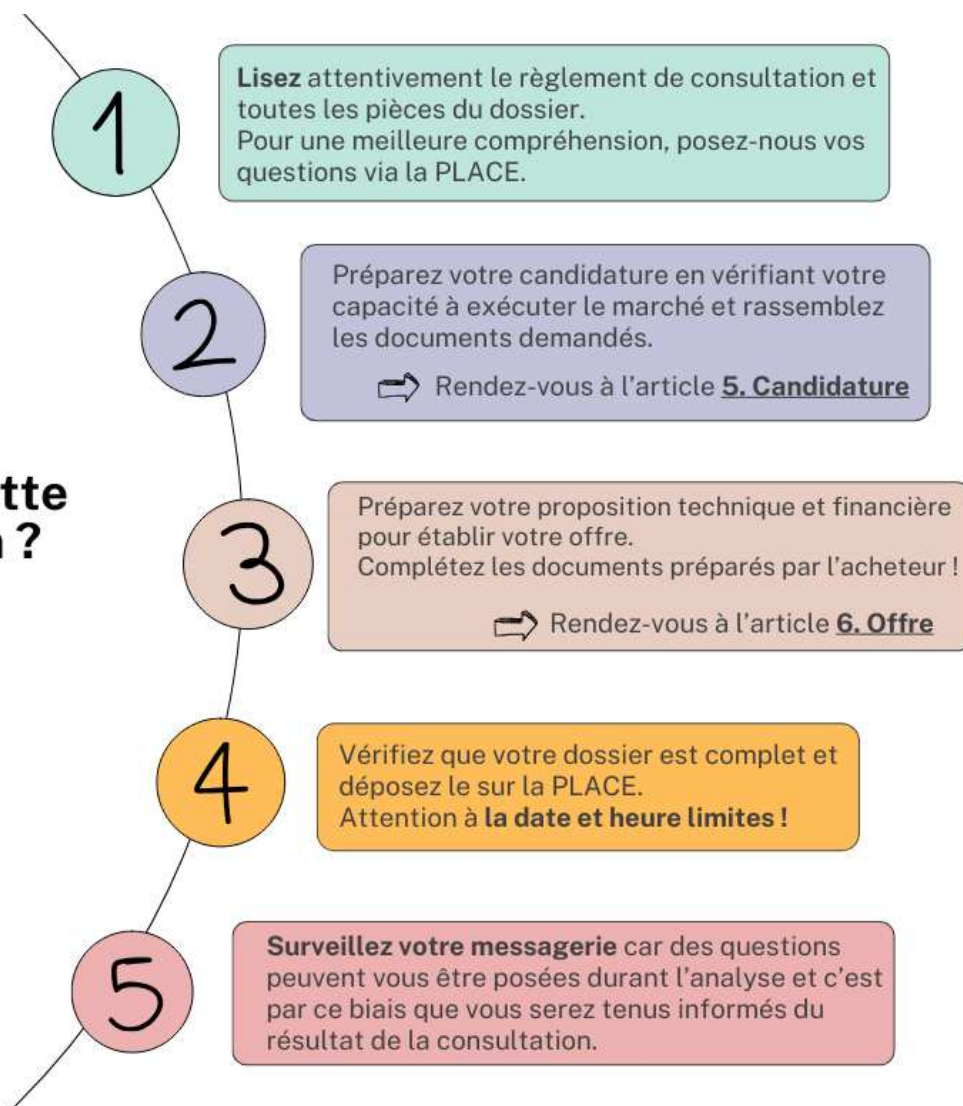 1
Lisez attentivement le règlement de consultation et
toutes les pièces du dossier.
Pour une meilleure compréhension, posez-nous vos
questions via la PLACE.
2
Préparez votre candidature en vérifiant votre
capacité à exécuter le marché et rassemblez
les documents demandés.
Rendez-vous à l'article 5. Candidature
tte
?
3
Préparez votre proposition technique et financière
pour établir votre offre.
Complétez les documents préparés par l'acheteur !
Rendez-vous à l'article 6. Offre
4
Vérifiez que votre dossier est complet et
déposez le sur la PLACE.
Attention à la date et heure limites !
5
Surveillez votre messagerie car des questions
peuvent vous être posées durant l'analyse et c'est
par ce biais que vous serez tenus informés du
résultat de la consultation.